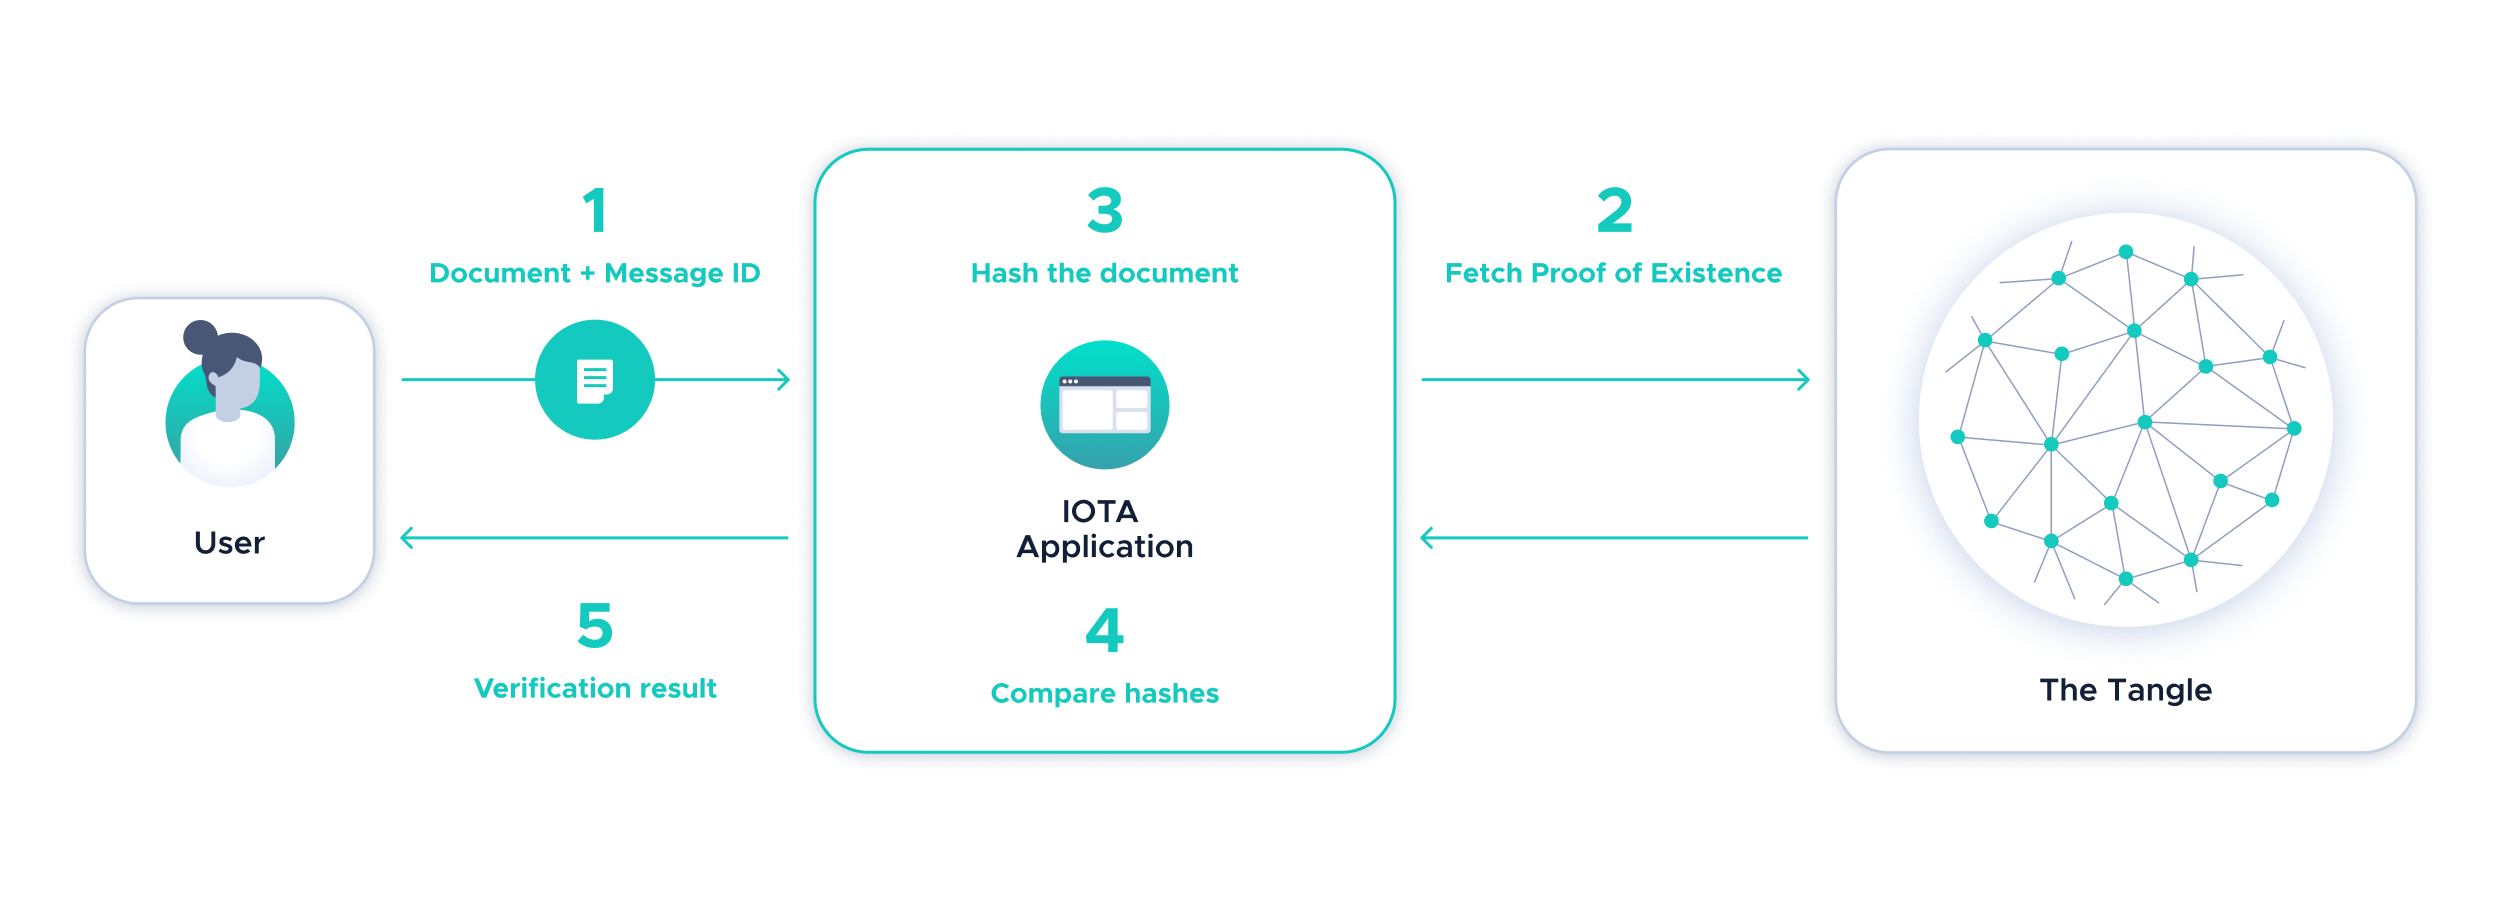 User
1
Document + Message ID
5
Verification result
3
Hash the document
IOTA
Application
4
Compare hashes
2
Fetch Proof of Existence
The Tangle